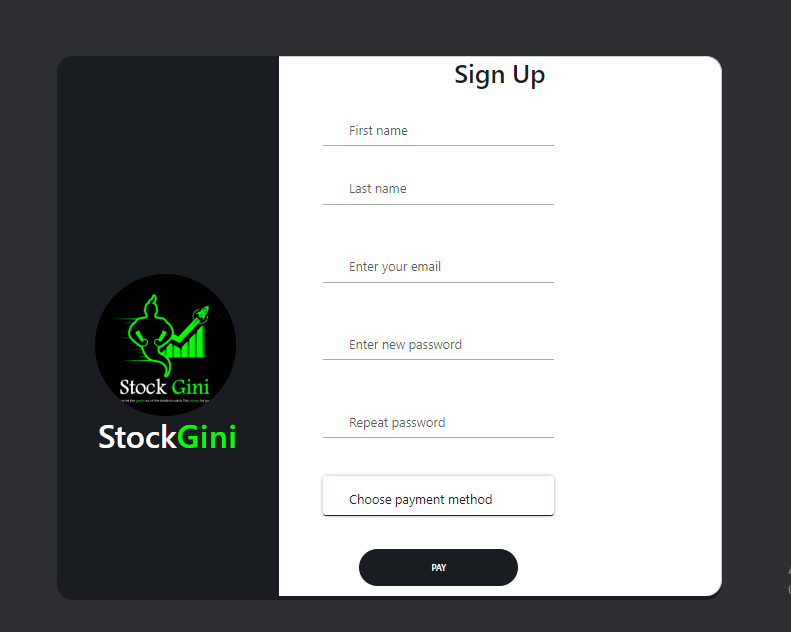 Sign Up
First name
Last name
Enter your email
Enter new password
Repeat password
Choose payment method
PAY
Stock Gini
StockGini